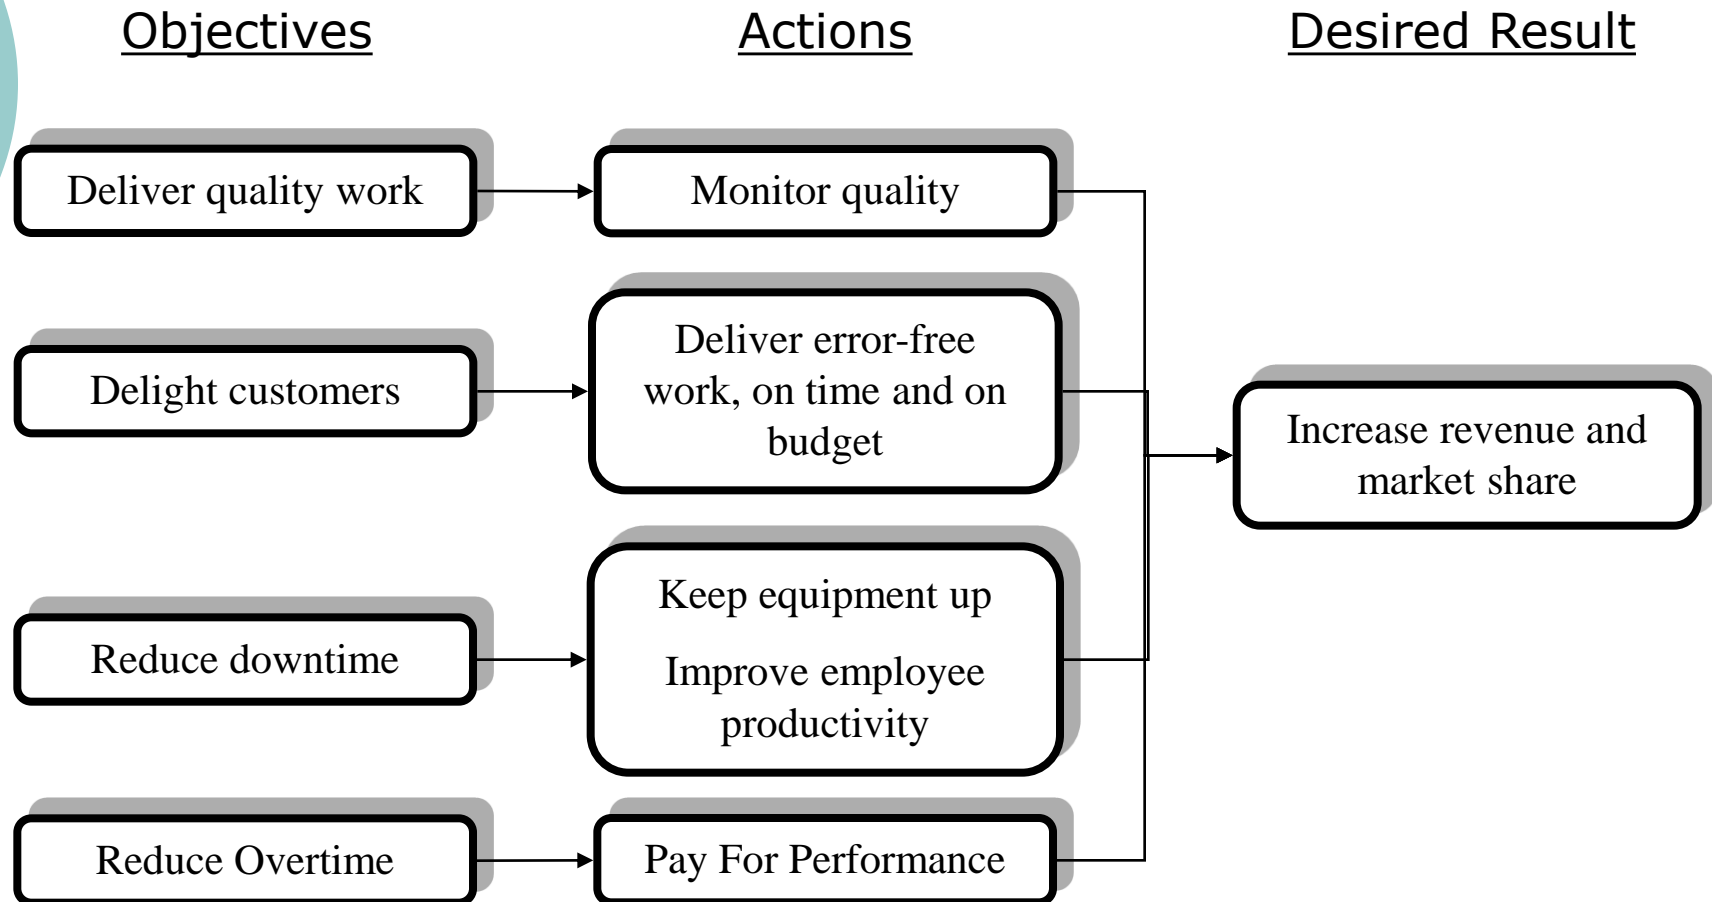 Objectives
Actions
Desired Result
Deliver quality work
Monitor quality
Delight customers
Deliver error-free
work, on time and on
budget
Increase revenue and
market share
Reduce downtime
Keep equipment up
Improve employee
productivity
Reduce Overtime
Pay For Performance